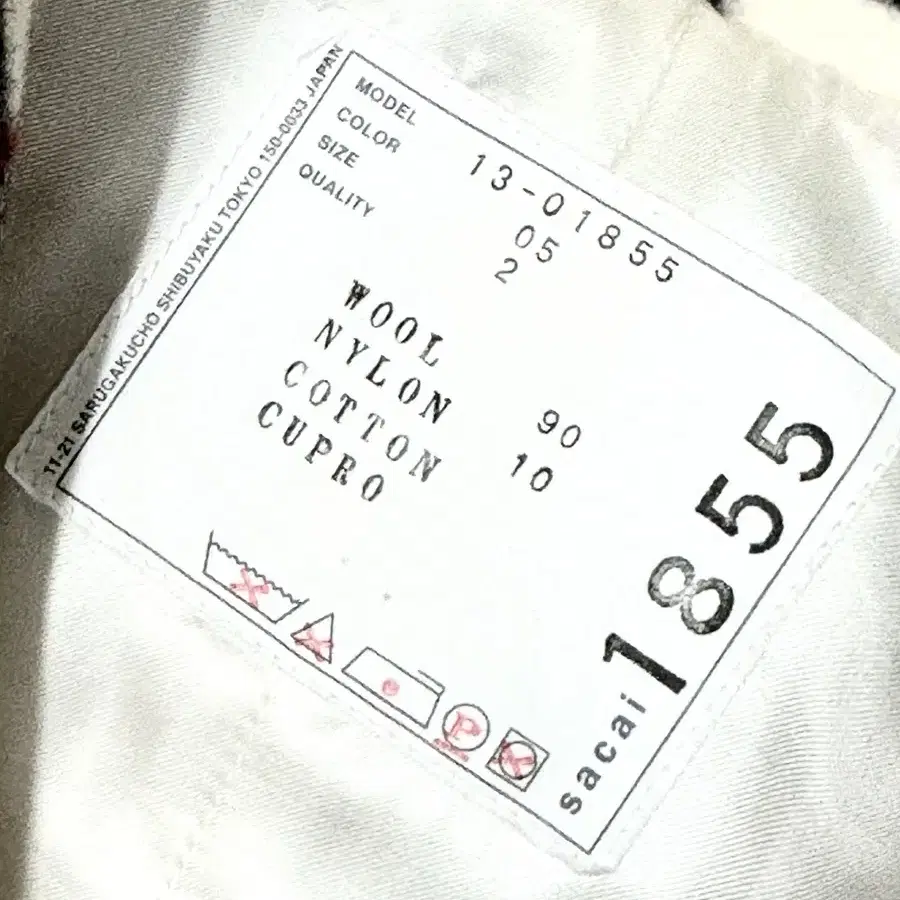 11-21 SARUGAKUCHO SHIBUYAKU TOKYO 150-0033 JAPAN
MODEL 13-01855
COLOR 05
SIZE 2
QUALITY
WOOL 90
NYLON 10
COTTON
CUPRO
P
sacai 1855